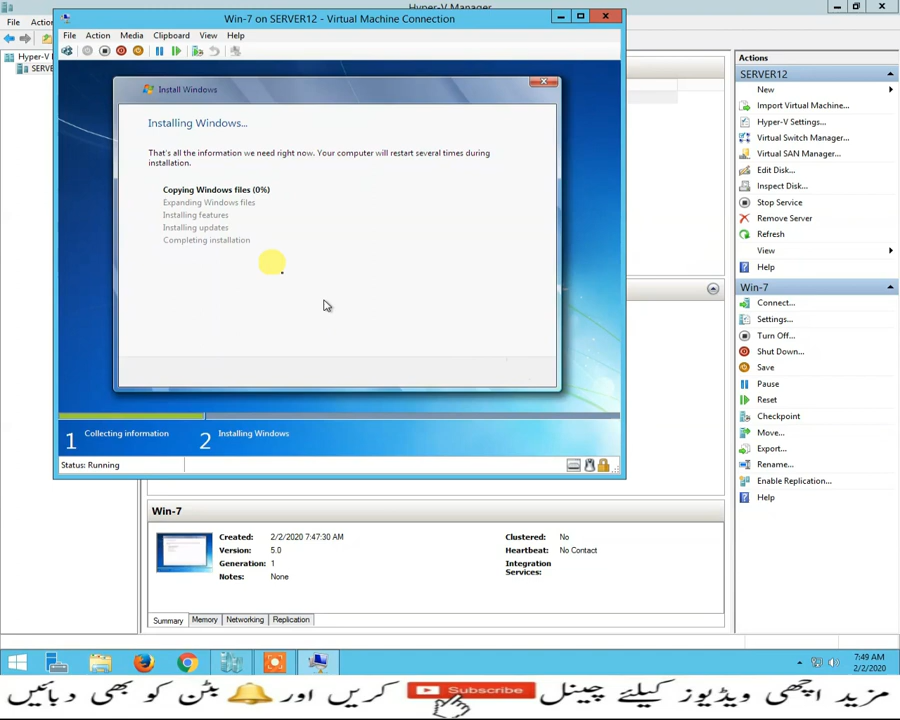 Hyper-V Manager
File
Action
Hyper-V
SERVE
Win-7 on SERVER12 - Virtual Machine Connection
File Action Media Clipboard View Help
Install Windows
Installing Windows...
That's all the information we need right now. Your computer will restart several times during
installation.
Copying Windows files (0%)
Expanding Windows files
Installing features
Installing updates
Completing installation
1 Collecting information 2 Installing Windows
Status: Running
Win-7
Created: 2/2/2020 7:47:30 AM Clustered: No
Version: 5.0 Heartbeat: No Contact
Generation: 1 Integration
Services:
Notes: None
Summary Memory Networking Replication
Actions
SERVER12
New
Import Virtual Machine...
Hyper-V Settings...
Virtual Switch Manager...
Virtual SAN Manager...
Edit Disk...
Inspect Disk...
Stop Service
Remove Server
Refresh
View
Help
Win-7
Connect...
Settings...
Turn Off...
Shut Down...
Save
Pause
Reset
Checkpoint
Move...
Export...
Rename...
Enable Replication...
Help
7:49 AM
2/2/2020
مزید اچھی ویڈیوز کیلئے چینل Subscribe کریں اور بٹن کو بھی دبائیں